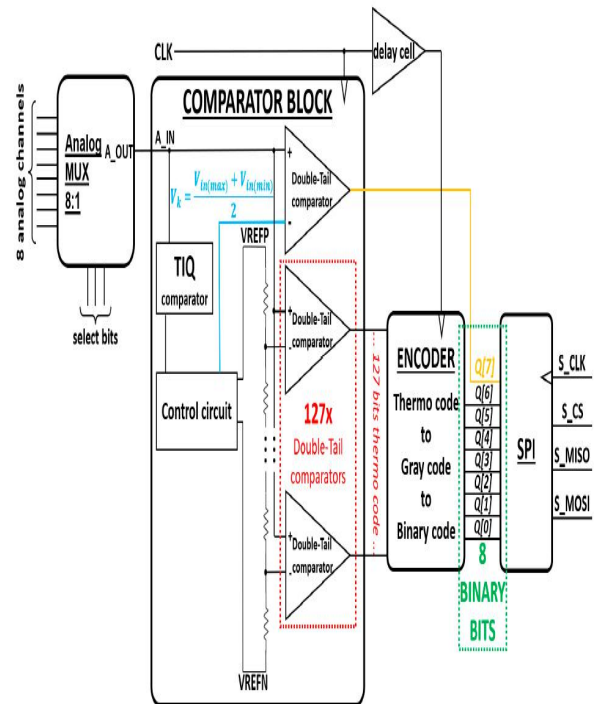 CLK
delay cell
8 analog channels
Analog
MUX
8:1
A_OUT
select bits
COMPARATOR BLOCK
A_IN
V_k = (V_in(max) + V_in(min)) / 2
+
-
Double-Tail
comparator
TIQ
comparator
Control circuit
VREFP
VREFN
+
-
Double-Tail
comparator
127x
Double-Tail
comparators
+
-
Double-Tail
comparator
... 127 bits thermo code ...
ENCODER
Thermo code
to
Gray code
to
Binary code
Q[7]
Q[6]
Q[5]
Q[4]
Q[3]
Q[2]
Q[1]
Q[0]
8
BINARY
BITS
SPI
S_CLK
S_CS
S_MISO
S_MOSI